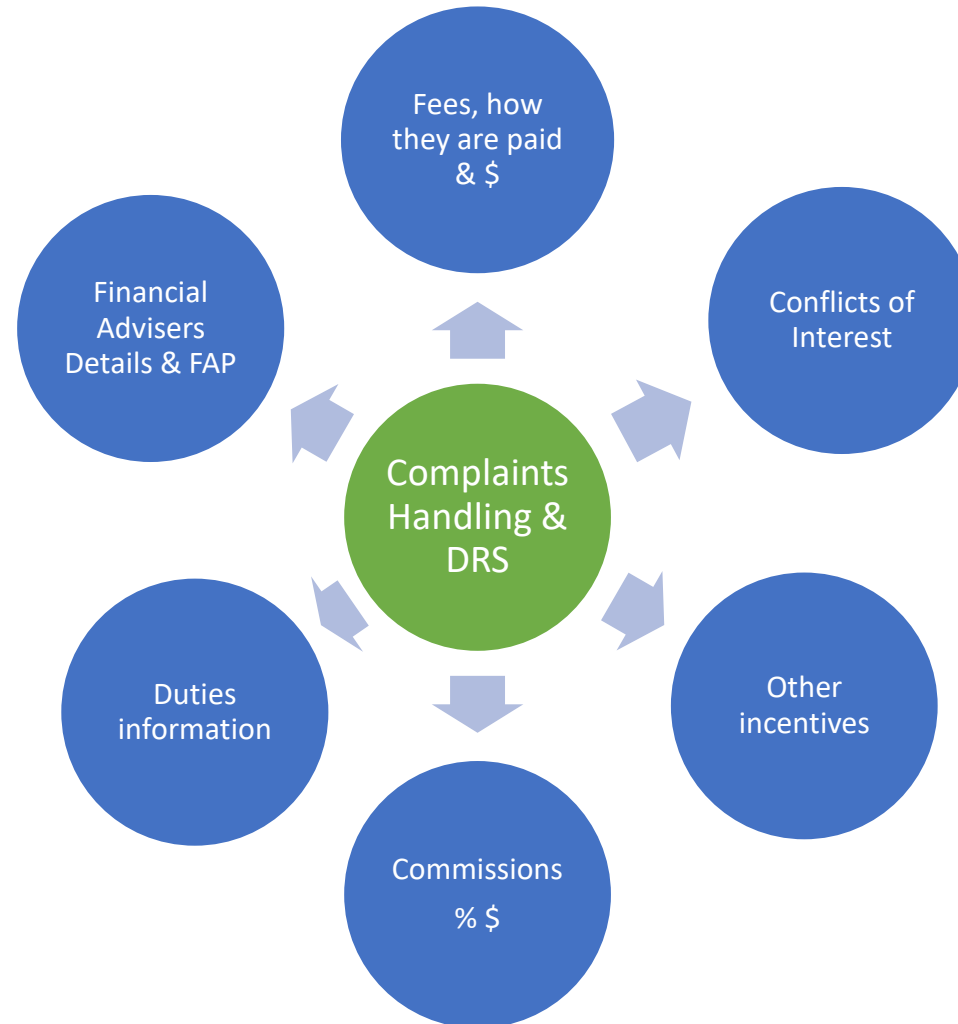 Fees, how
they are paid
& $
Financial
Advisers
Details & FAP
Conflicts of
Interest
Complaints
Handling &
DRS
Duties
information
Other
incentives
Commissions
% $